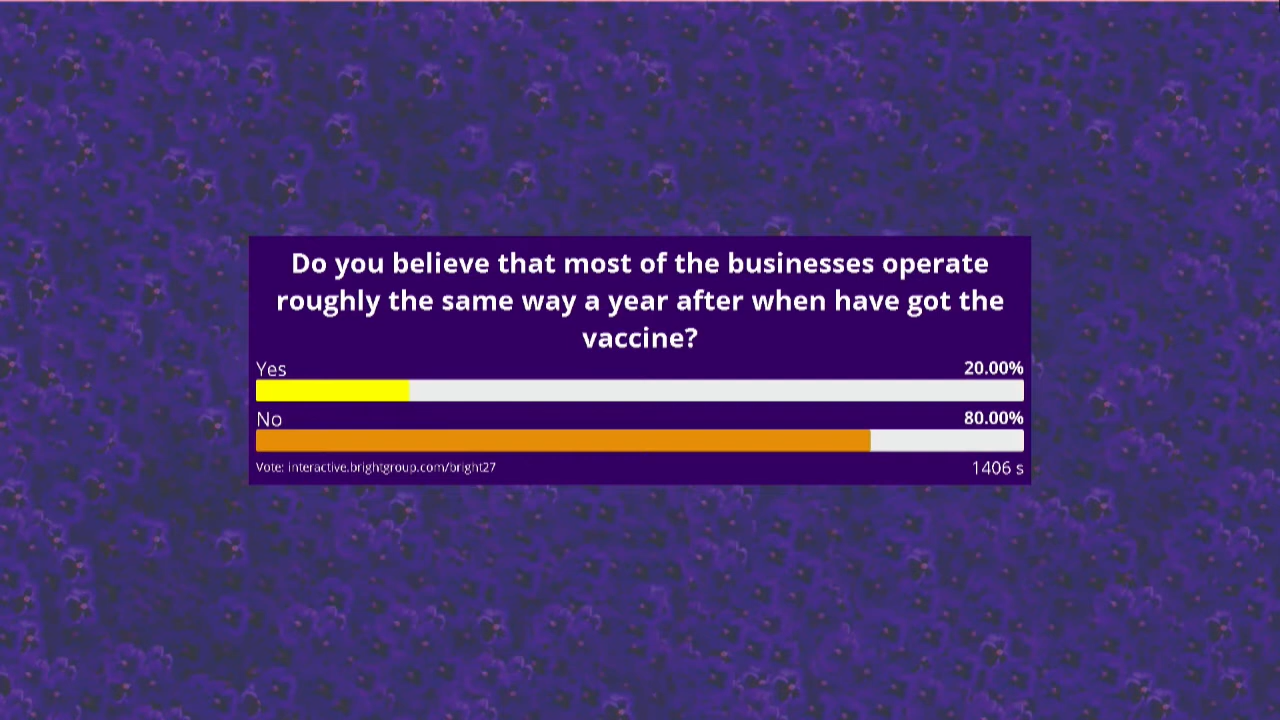 Do you believe that most of the businesses operate
roughly the same way a year after when have got the
vaccine?
Yes 20.00%
No 80.00%
Vote: interactive.brightgroup.com/bright27 1406 s